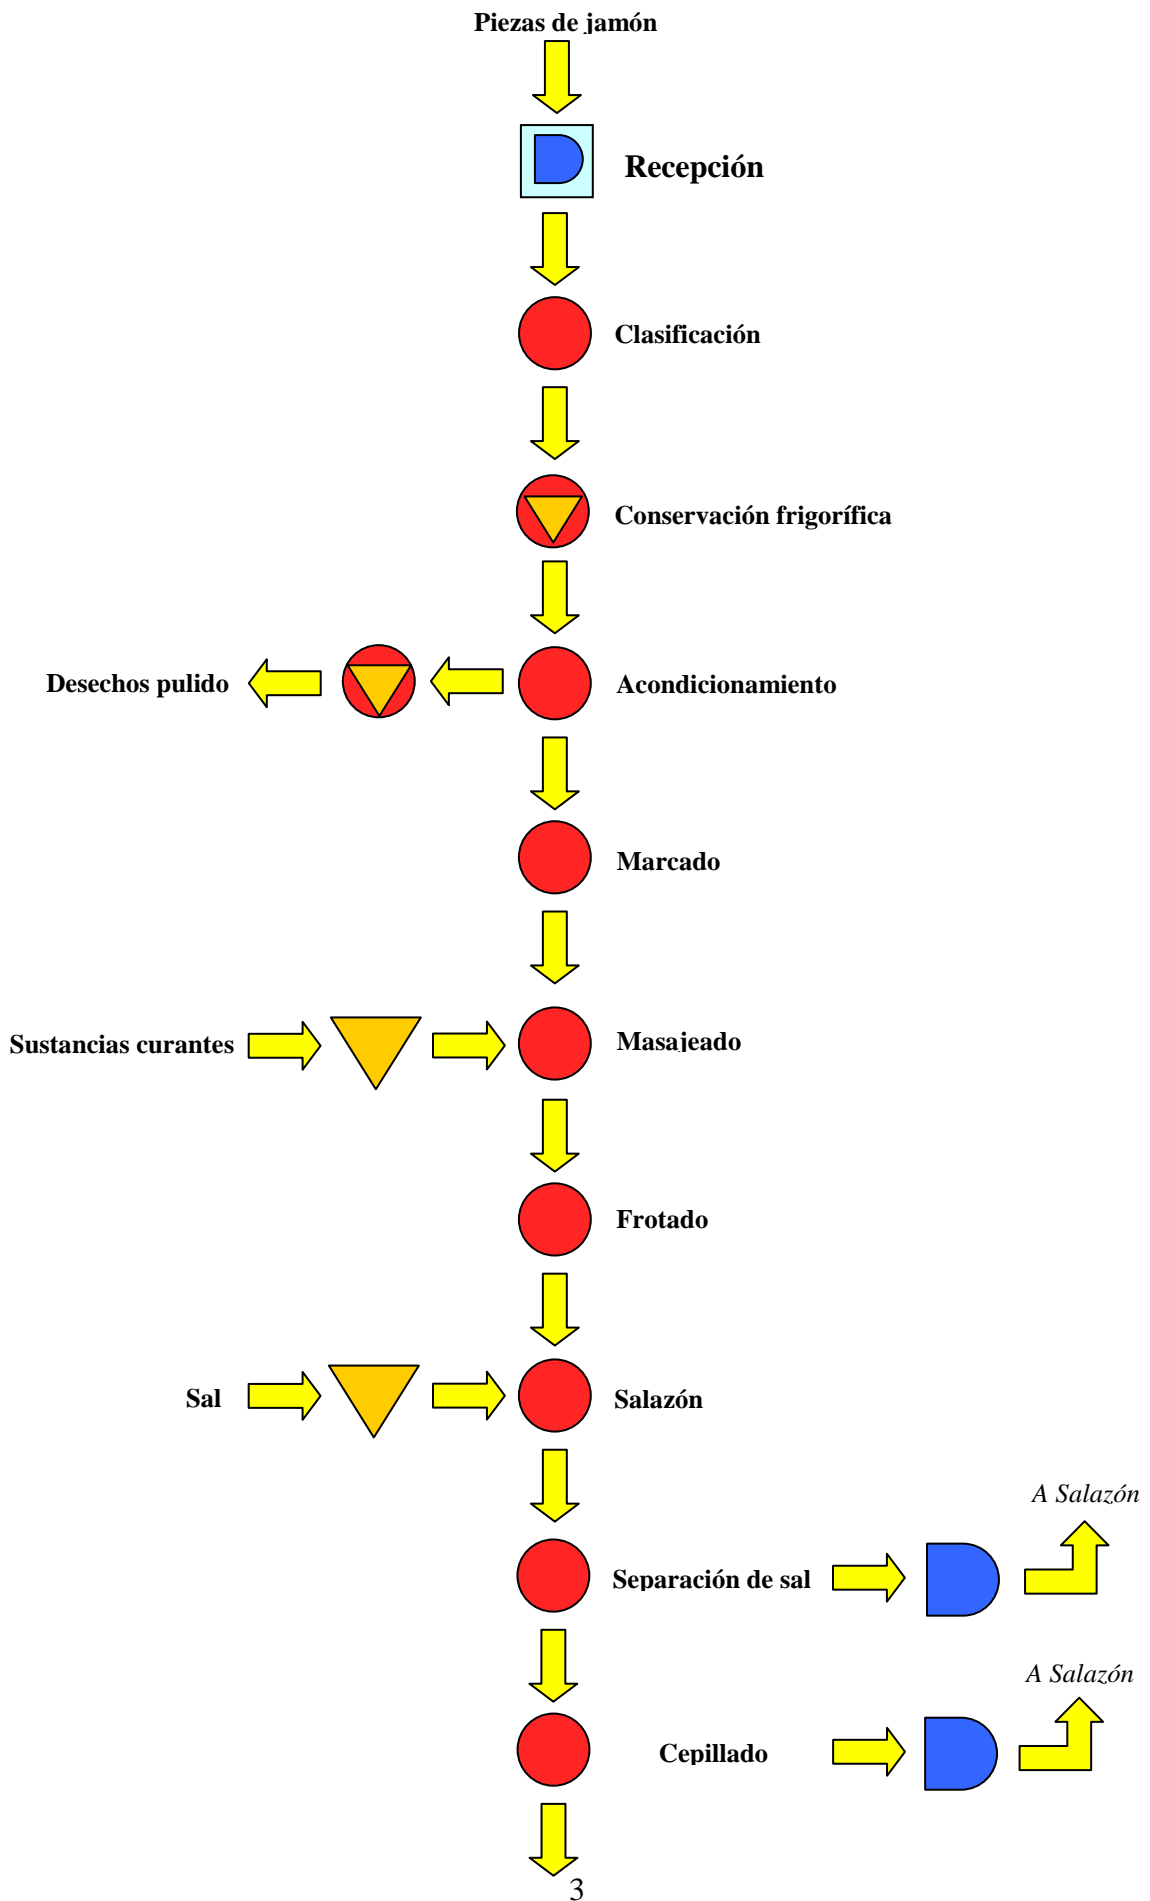 Piezas de jamón
Recepción
Clasificación
Conservación frigorífica
Desechos pulido
Acondicionamiento
Marcado
Sustancias curantes
Masajeado
Frotado
Sal
Salazón
A Salazón
Separación de sal
A Salazón
Cepillado
3